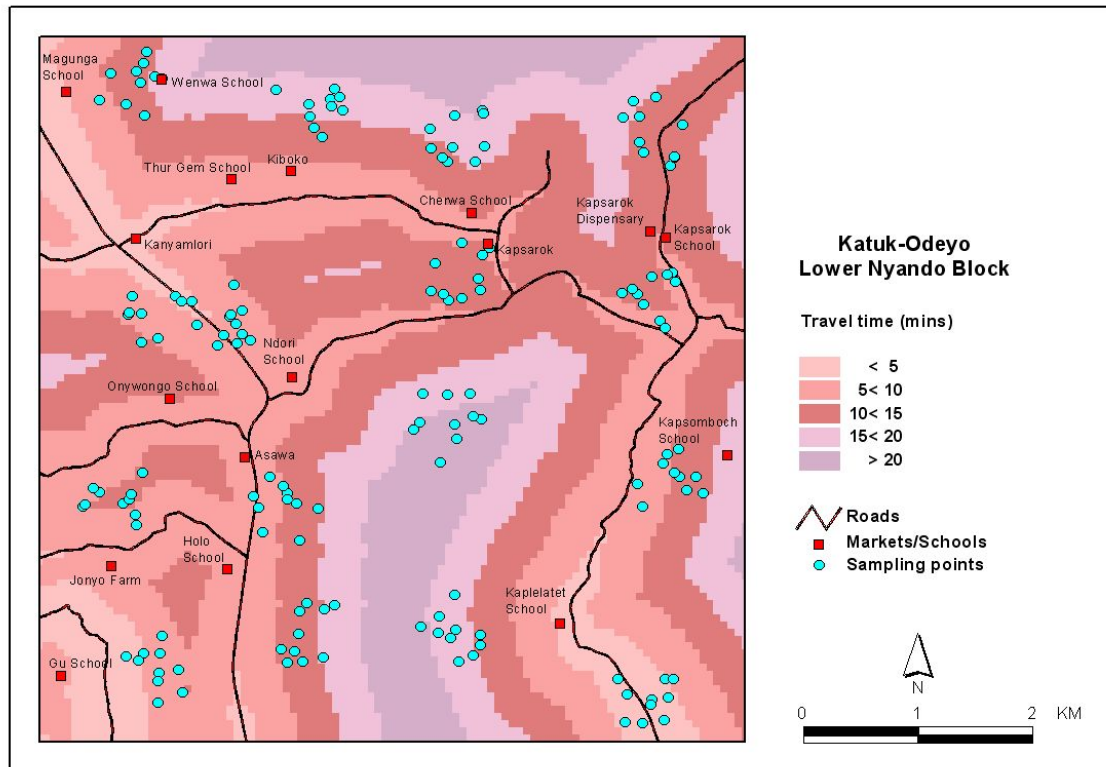 Magunga
School
Wenwa School
Thur Gem School
Kiboko
Cherwa School
Kapsarok
Dispensary
Kapsarok
School
Kanyamlori
Kapsarok
Ndori
School
Onywongo School
Kapsomboch
School
Asawa
Holo
School
Jonyo Farm
Kaplelatet
School
Gu School
Katuk-Odeyo
Lower Nyando Block
Travel time (mins)
< 5
5< 10
10< 15
15< 20
> 20
Roads
Markets/Schools
Sampling points
N
0 1 2 KM